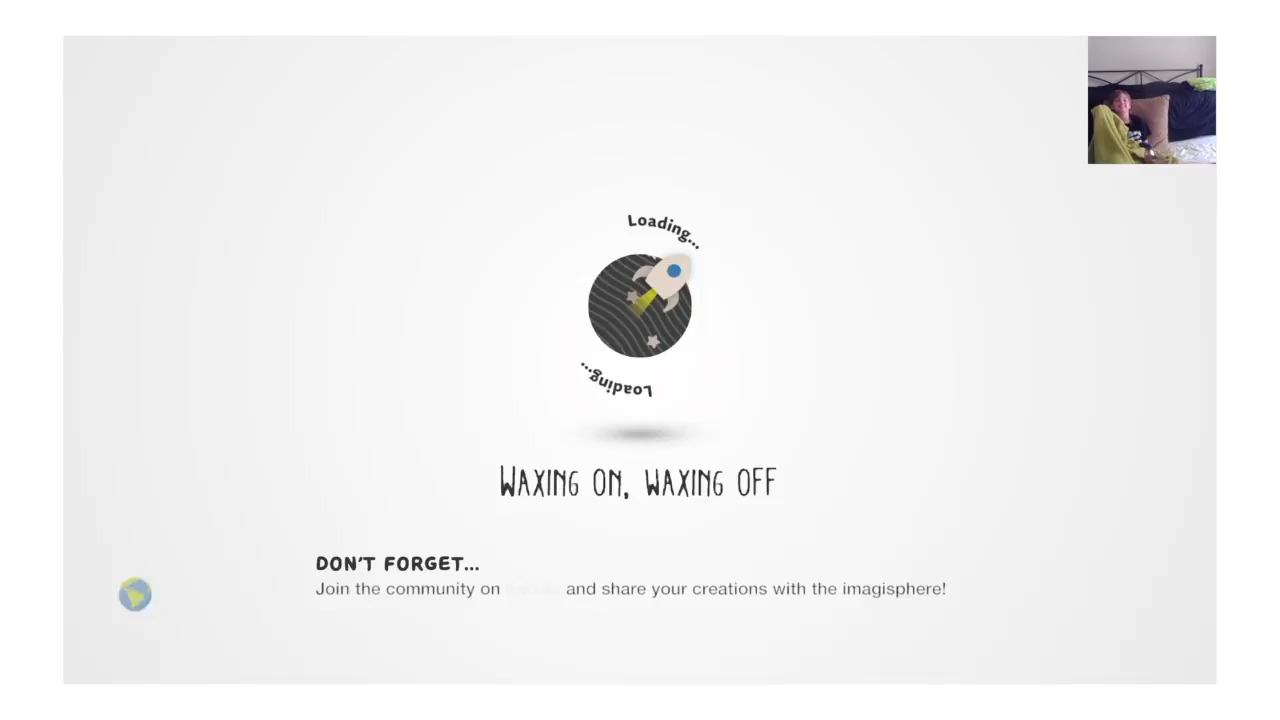 Loading...
Loading...
WAXING ON, WAXING OFF
DON'T FORGET...
Join the community on and share your creations with the imagisphere!